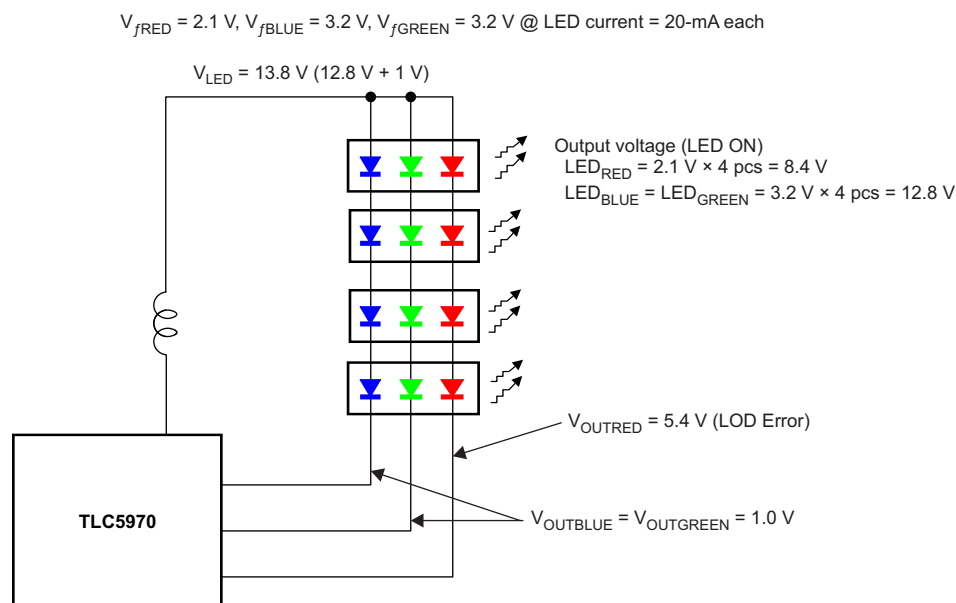 VfRED = 2.1 V, VfBLUE = 3.2 V, VfGREEN = 3.2 V @ LED current = 20-mA each
VLED = 13.8 V (12.8 V + 1 V)
Output voltage (LED ON)
LEDRED = 2.1 V × 4 pcs = 8.4 V
LEDBLUE = LEDGREEN = 3.2 V × 4 pcs = 12.8 V
VOUTRED = 5.4 V (LOD Error)
TLC5970
VOUTBLUE = VOUTGREEN = 1.0 V